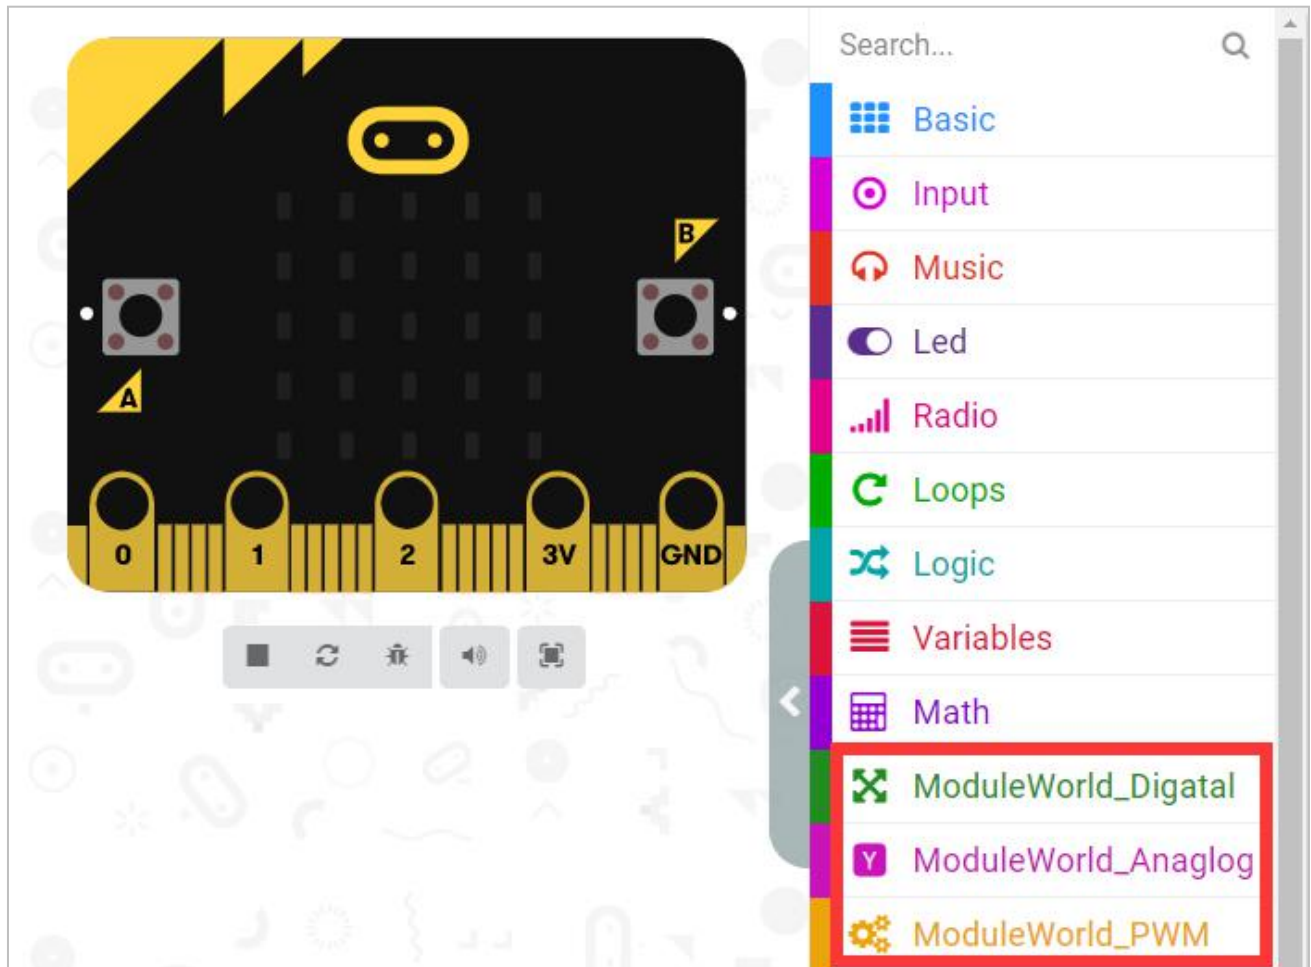 Search...
Basic
Input
Music
Led
Radio
Loops
Logic
Variables
Math
ModuleWorld_Digatal
ModuleWorld_Anaglog
ModuleWorld_PWM
B
A
0 1 2 3V GND